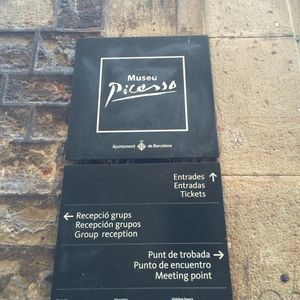 Museu
Picasso
Ajuntament de Barcelona
Entrades
Entradas
Tickets
Recepció grups
Recepción grupos
Group reception
Punt de trobada
Punto de encuentro
Meeting point